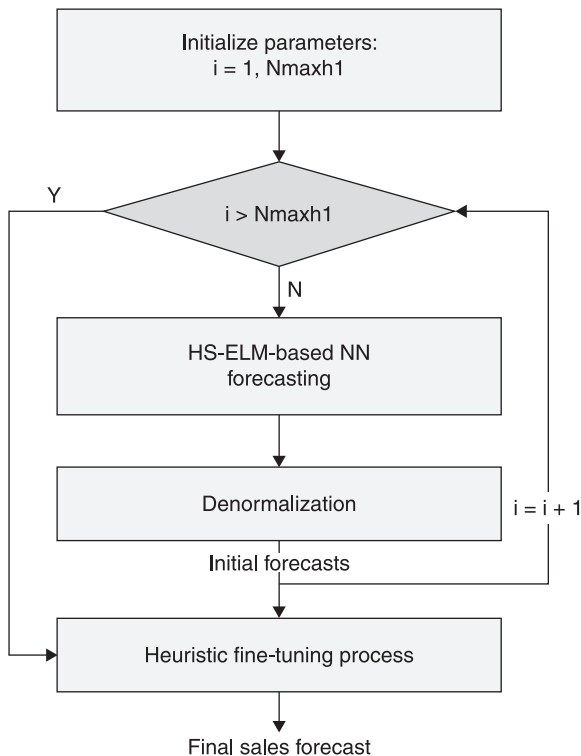 Initialize parameters:
i = 1, Nmaxh1
Y
i > Nmaxh1
N
HS-ELM-based NN
forecasting
Denormalization
i = i + 1
Initial forecasts
Heuristic fine-tuning process
Final sales forecast